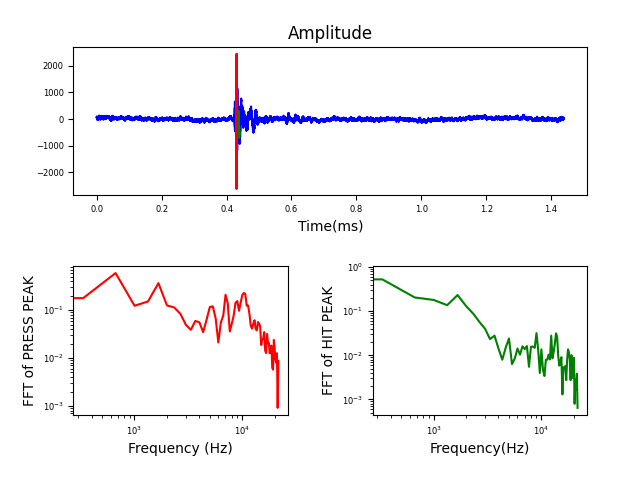 Amplitude
2000
1000
0
−1000
−2000
0.0 0.2 0.4 0.6 0.8 1.0 1.2 1.4
Time(ms)
FFT of PRESS PEAK
10⁻¹
10⁻²
10⁻³
10³ 10⁴
Frequency (Hz)
FFT of HIT PEAK
10⁰
10⁻¹
10⁻²
10⁻³
10³ 10⁴
Frequency(Hz)